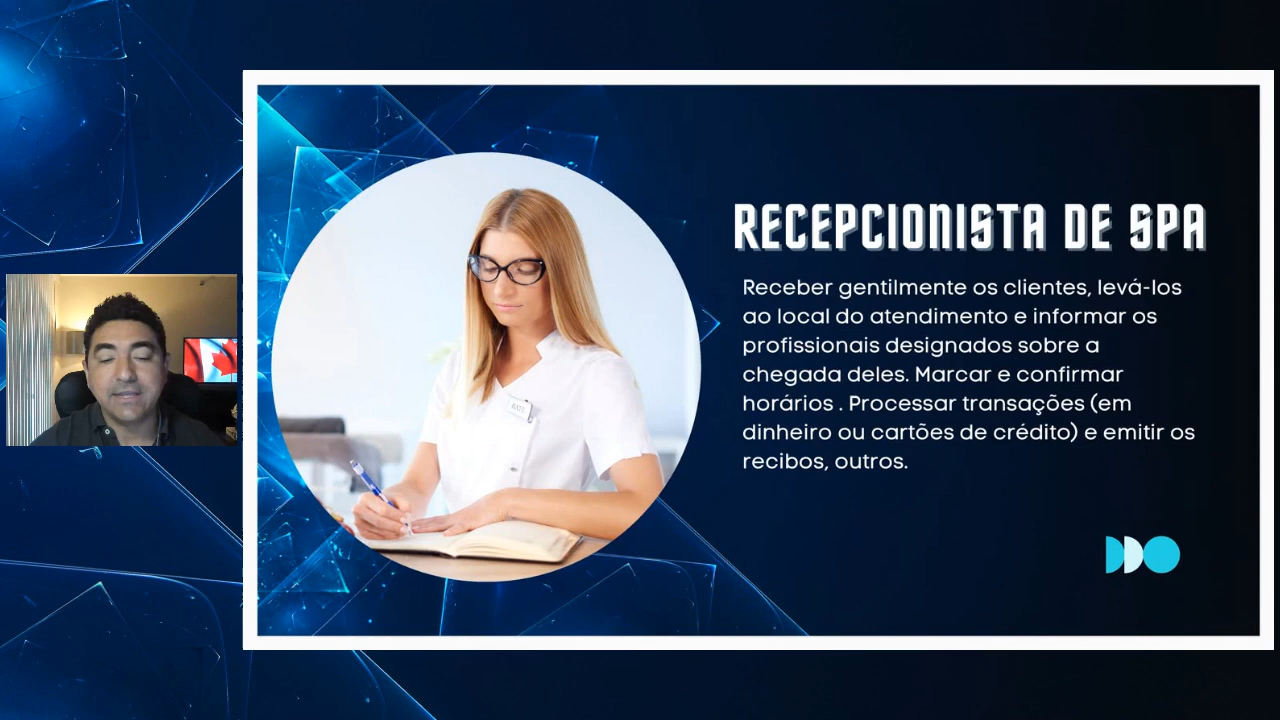 RECEPCIONISTA DE SPA
Receber gentilmente os clientes, levá-los
ao local do atendimento e informar os
profissionais designados sobre a
chegada deles. Marcar e confirmar
horários . Processar transações (em
dinheiro ou cartões de crédito) e emitir os
recibos, outros.